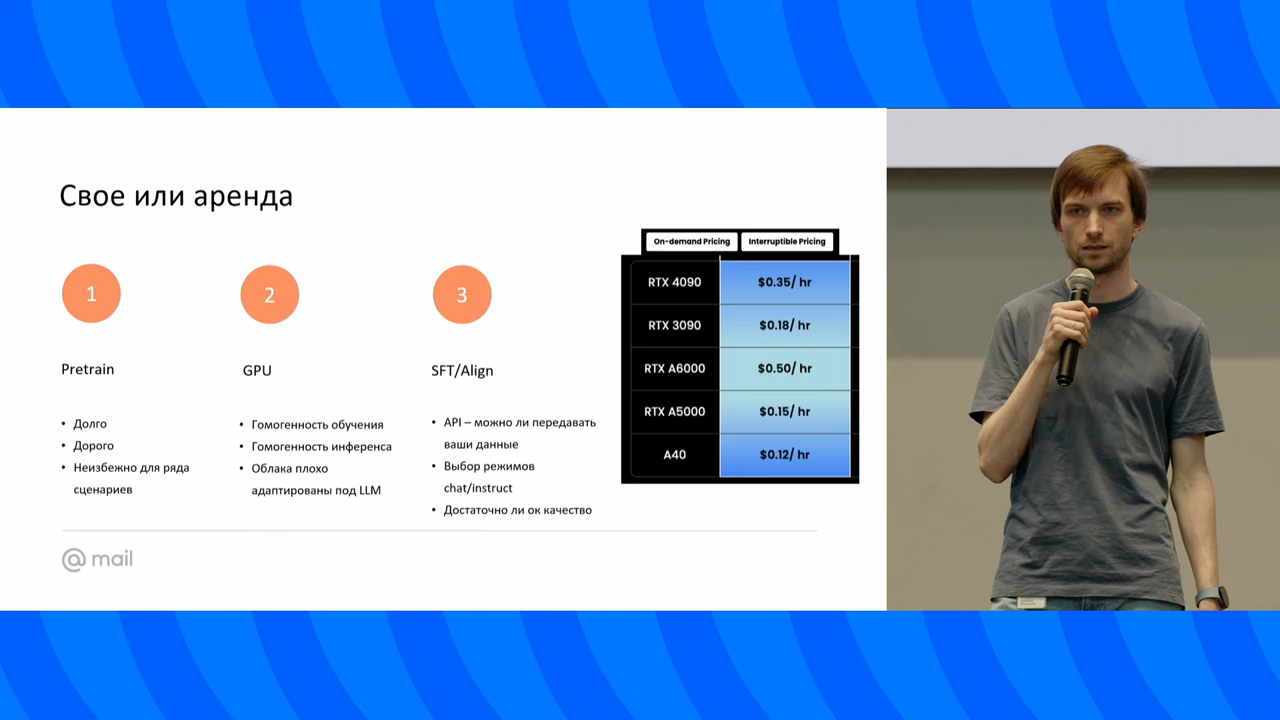 Свое или аренда
1
2
3
Pretrain
GPU
SFT/Align
• Долго
• Дорого
• Неизбежно для ряда
сценариев
• Гомогенность обучения
• Гомогенность инференса
• Облака плохо
адаптированы под LLM
• API – можно ли передавать
ваши данные
• Выбор режимов
chat/instruct
• Достаточно ли ок качество
On-demand Pricing Interruptible Pricing
RTX 4090 $0.35/ hr
RTX 3090 $0.18/ hr
RTX A6000 $0.50/ hr
RTX A5000 $0.15/ hr
A40 $0.12/ hr
@mail